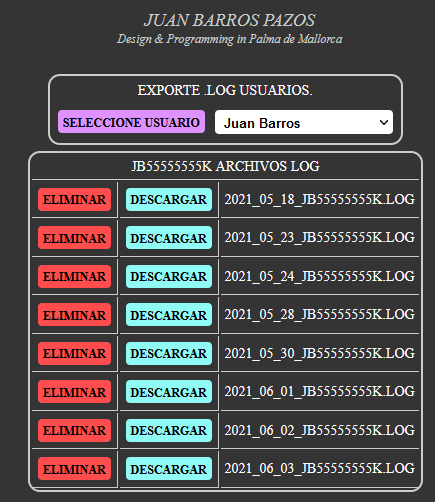 JUAN BARROS PAZOS
Design & Programming in Palma de Mallorca
EXPORTE .LOG USUARIOS.
SELECCIONE USUARIO Juan Barros
JB55555555K ARCHIVOS LOG
ELIMINAR DESCARGAR 2021_05_18_JB55555555K.LOG
ELIMINAR DESCARGAR 2021_05_23_JB55555555K.LOG
ELIMINAR DESCARGAR 2021_05_24_JB55555555K.LOG
ELIMINAR DESCARGAR 2021_05_28_JB55555555K.LOG
ELIMINAR DESCARGAR 2021_05_30_JB55555555K.LOG
ELIMINAR DESCARGAR 2021_06_01_JB55555555K.LOG
ELIMINAR DESCARGAR 2021_06_02_JB55555555K.LOG
ELIMINAR DESCARGAR 2021_06_03_JB55555555K.LOG